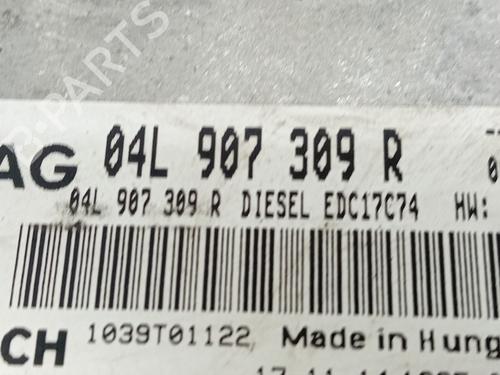 AG 04L 907 309 R
04L 907 309 R DIESEL EDC17C74 HW:
CH 1039T01122 Made in Hung